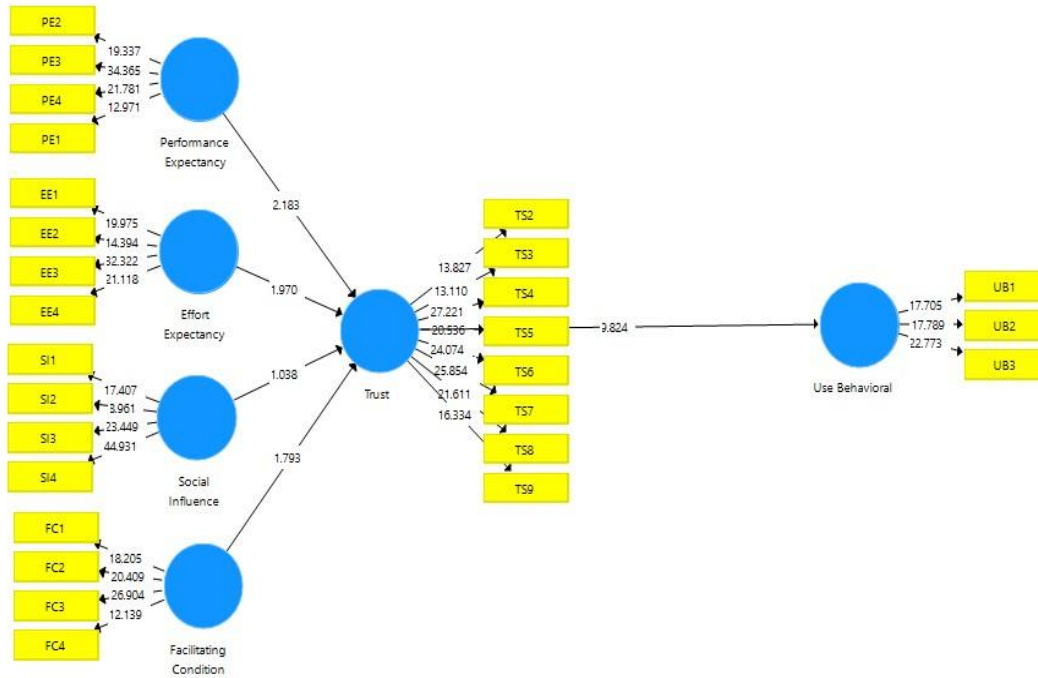 PE2
PE3
PE4
PE1
19.337
34.365
21.781
12.971
Performance
Expectancy
2.183
EE1
EE2
EE3
EE4
19.975
14.394
32.322
21.118
Effort
Expectancy
1.970
SI1
SI2
SI3
SI4
17.407
3.961
23.449
44.931
Social
Influence
1.038
FC1
FC2
FC3
FC4
18.205
20.409
26.904
12.139
Facilitating
Condition
1.793
Trust
13.827
13.110
27.221
20.536
24.074
25.854
21.611
16.334
TS2
TS3
TS4
TS5
TS6
TS7
TS8
TS9
9.824
Use Behavioral
17.705
17.789
22.773
UB1
UB2
UB3